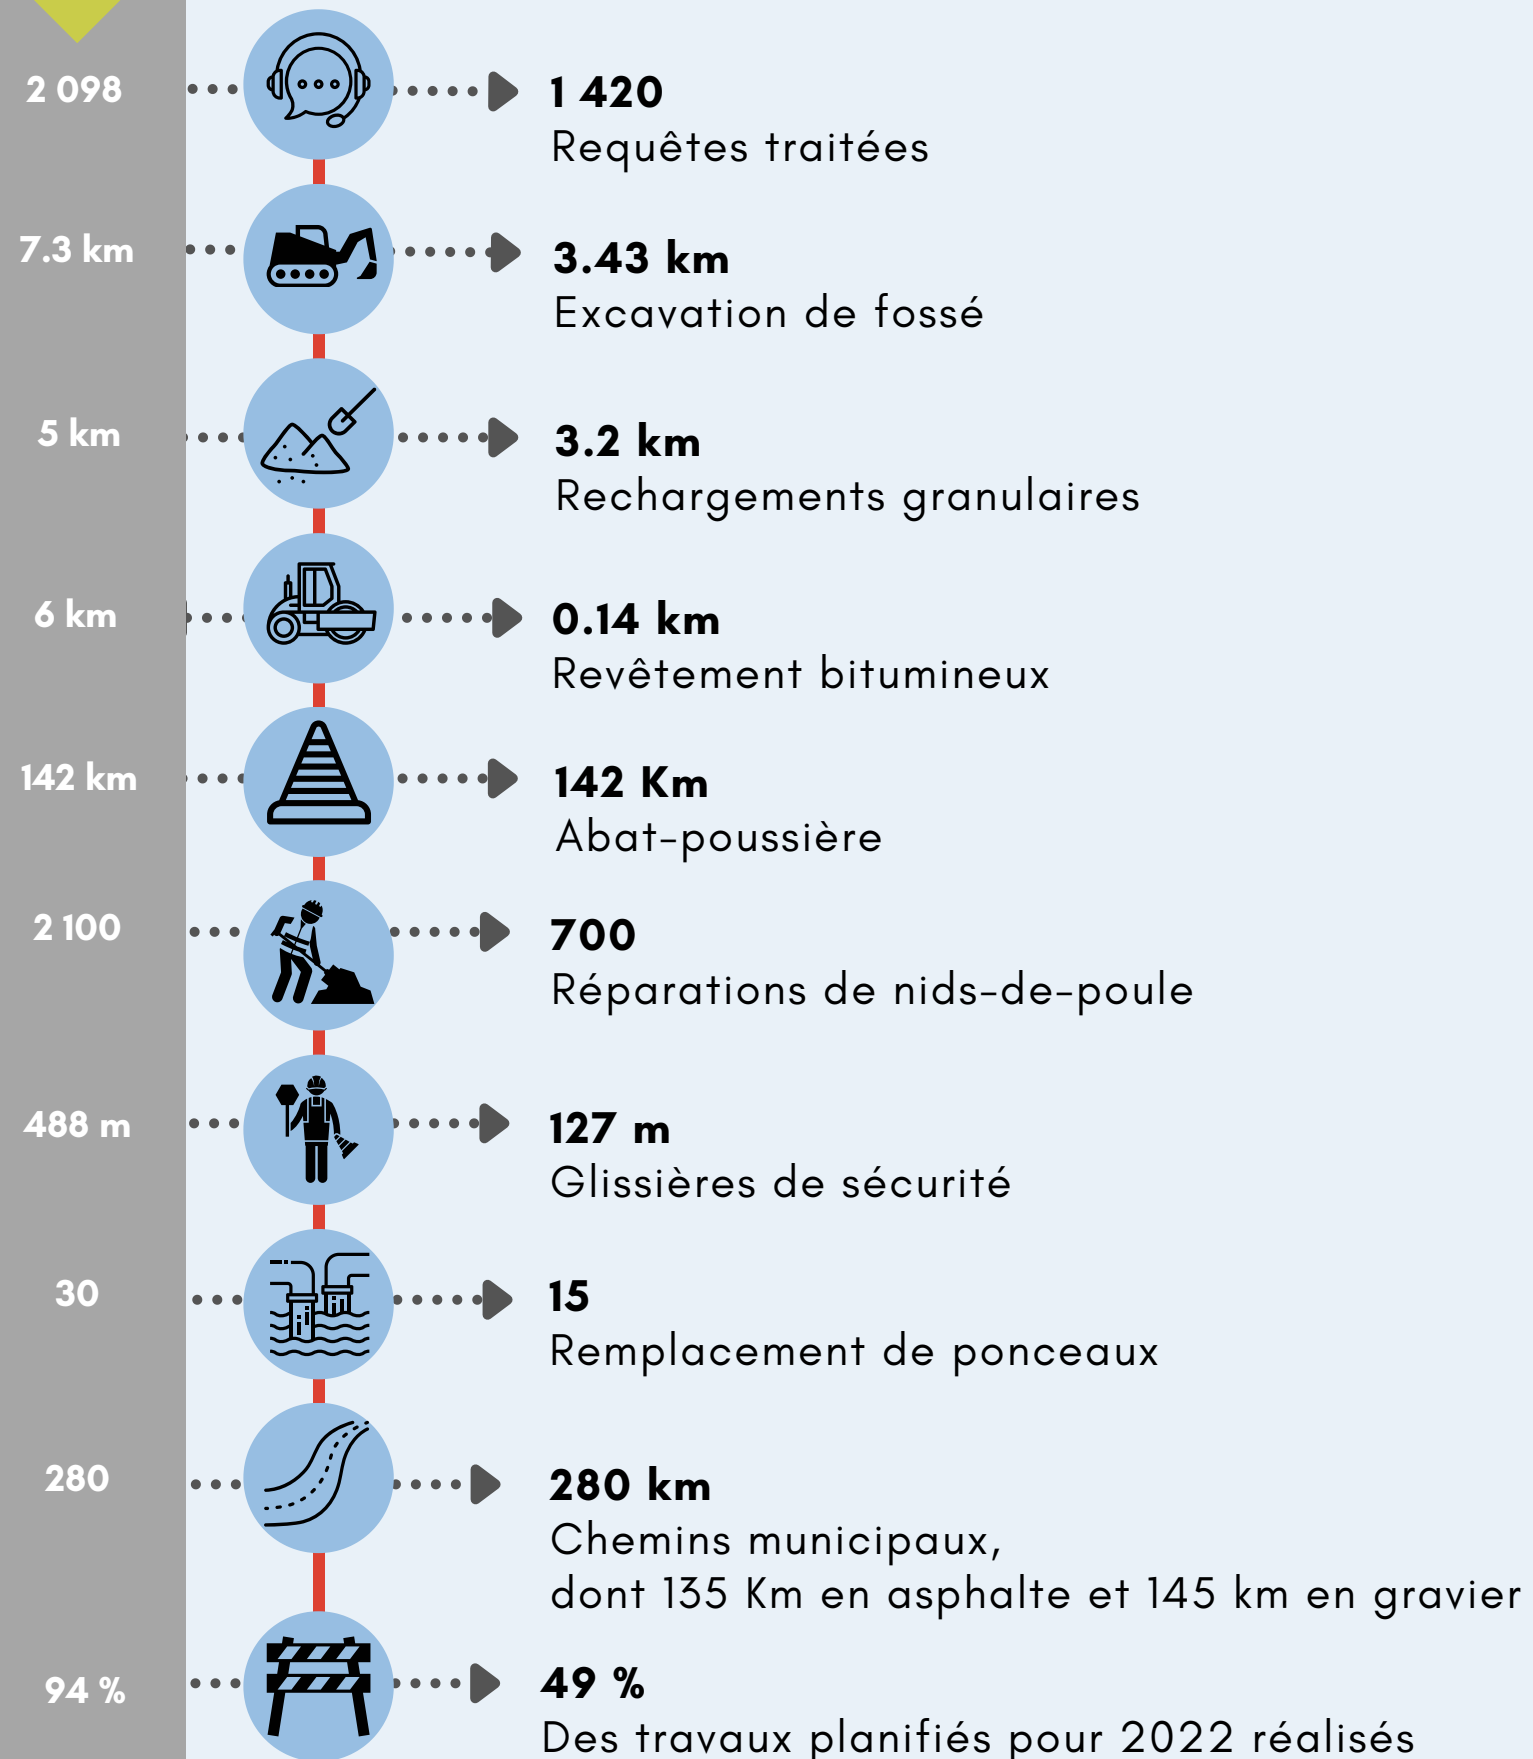 2 098
1 420
Requêtes traitées
7.3 km
3.43 km
Excavation de fossé
5 km
3.2 km
Rechargements granulaires
6 km
0.14 km
Revêtement bitumineux
142 km
142 Km
Abat-poussière
2 100
700
Réparations de nids-de-poule
488 m
127 m
Glissières de sécurité
30
15
Remplacement de ponceaux
280
280 km
Chemins municipaux,
dont 135 Km en asphalte et 145 km en gravier
94 %
49 %
Des travaux planifiés pour 2022 réalisés